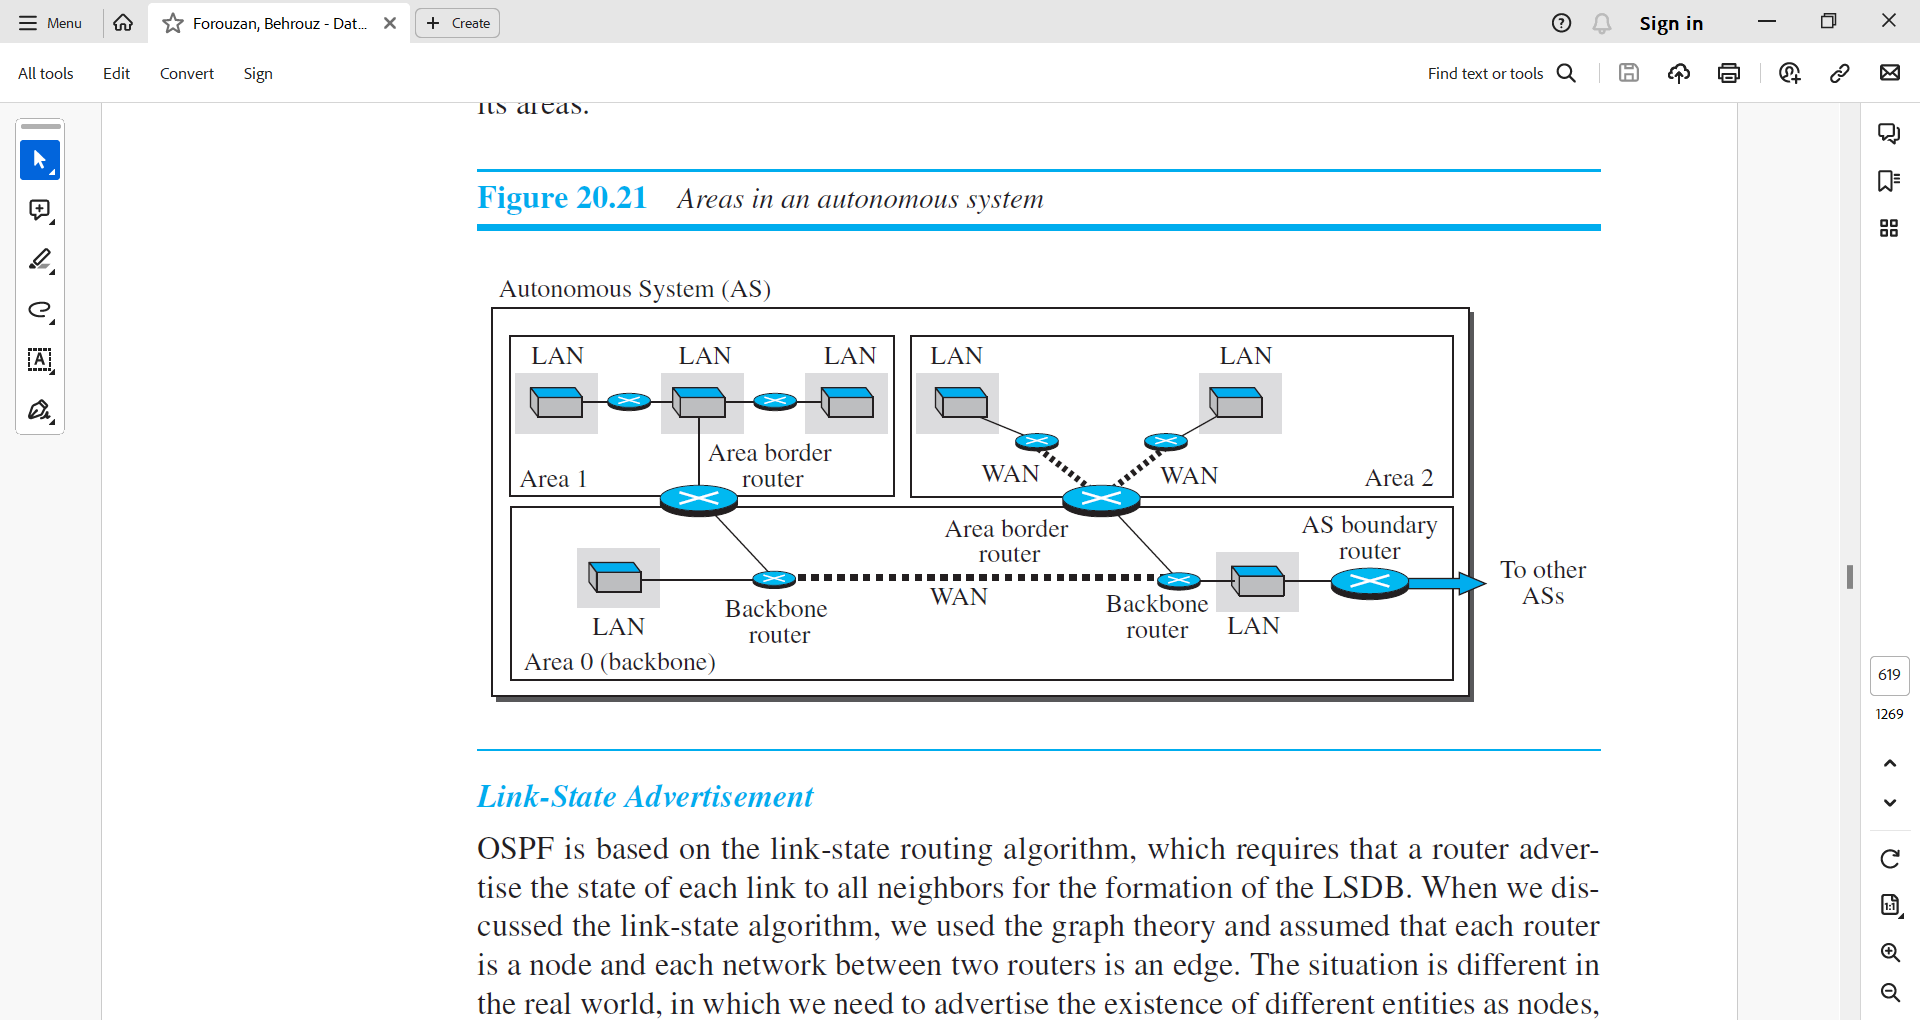 Menu
Forouzan, Behrouz - Dat...
Create
Sign in
All tools
Edit
Convert
Sign
Find text or tools
its areas.
Figure 20.21 Areas in an autonomous system
Autonomous System (AS)
LAN
LAN
LAN
LAN
LAN
Area border
router
Area 1
WAN
WAN
Area 2
Area border
router
AS boundary
router
To other
ASs
WAN
Backbone
router
Backbone
router
LAN
LAN
Area 0 (backbone)
619
1269
Link-State Advertisement
OSPF is based on the link-state routing algorithm, which requires that a router adver-
tise the state of each link to all neighbors for the formation of the LSDB. When we dis-
cussed the link-state algorithm, we used the graph theory and assumed that each router
is a node and each network between two routers is an edge. The situation is different in
the real world, in which we need to advertise the existence of different entities as nodes,